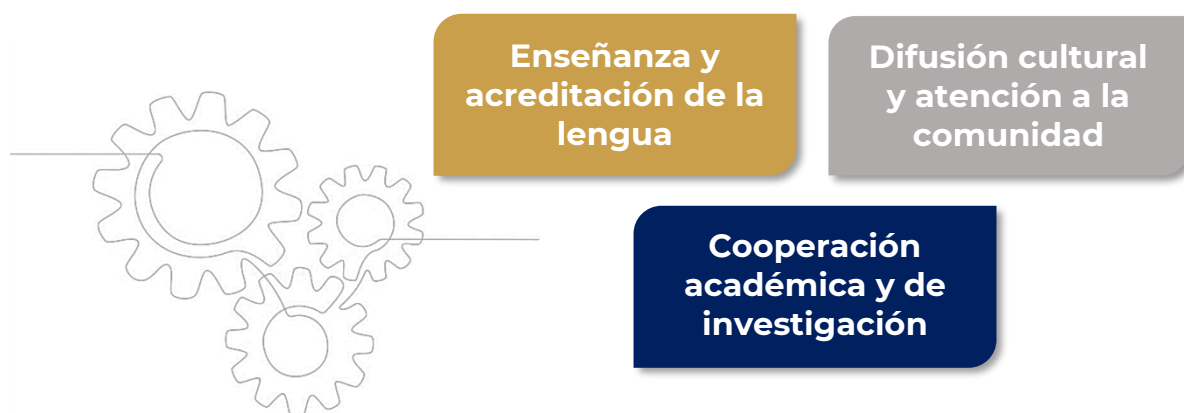 Enseñanza y
acreditación de la
lengua
Difusión cultural
y atención a la
comunidad
Cooperación
académica y de
investigación